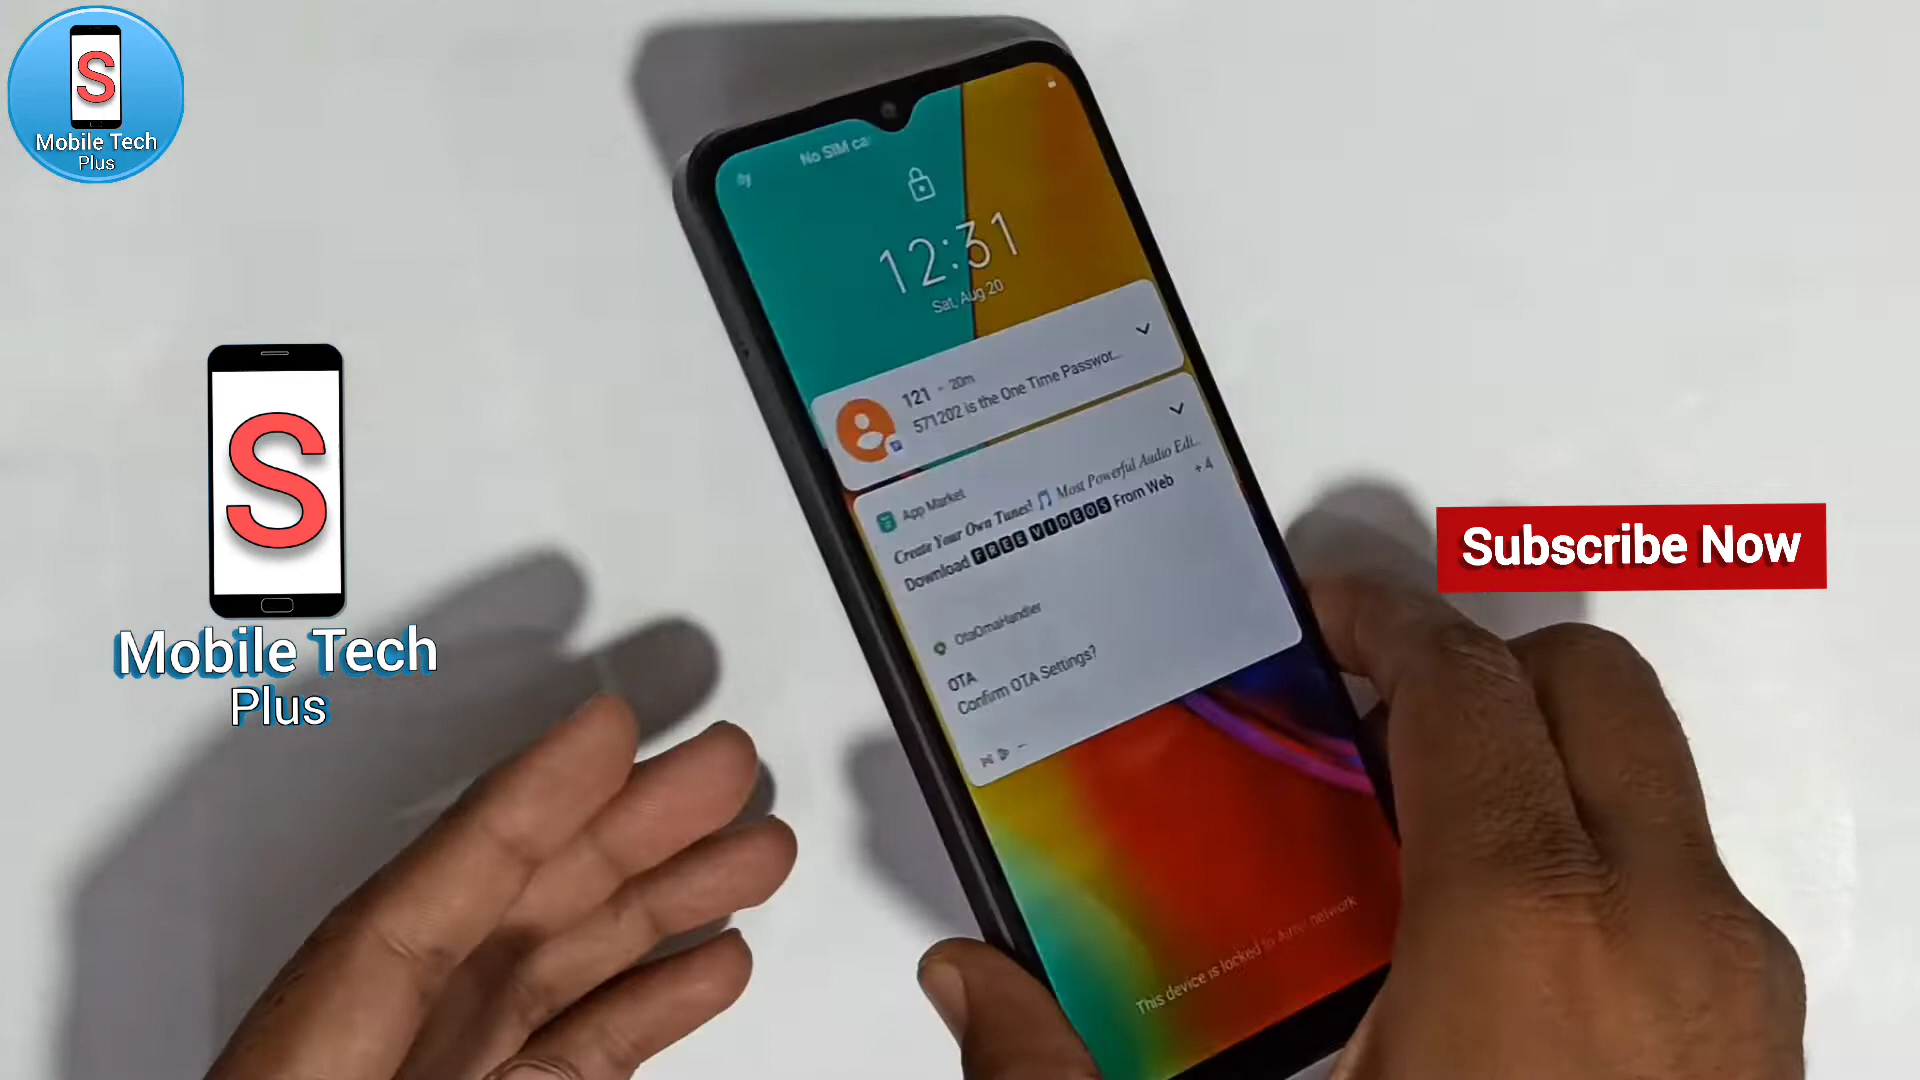 S
Mobile Tech
Plus
S
Mobile Tech
Plus
Subscribe Now
No SIM
12:31
Sat, Aug 20
121 - 20m
571202 is the One Time Passwor...
App Market
Create Your Own Tunes! 🎵 Most Powerful Audio Edi...
Download FREE VIDEOS From Web
+4
OtaOmaHandler
OTA
Confirm OTA Settings?
This device is locked to network